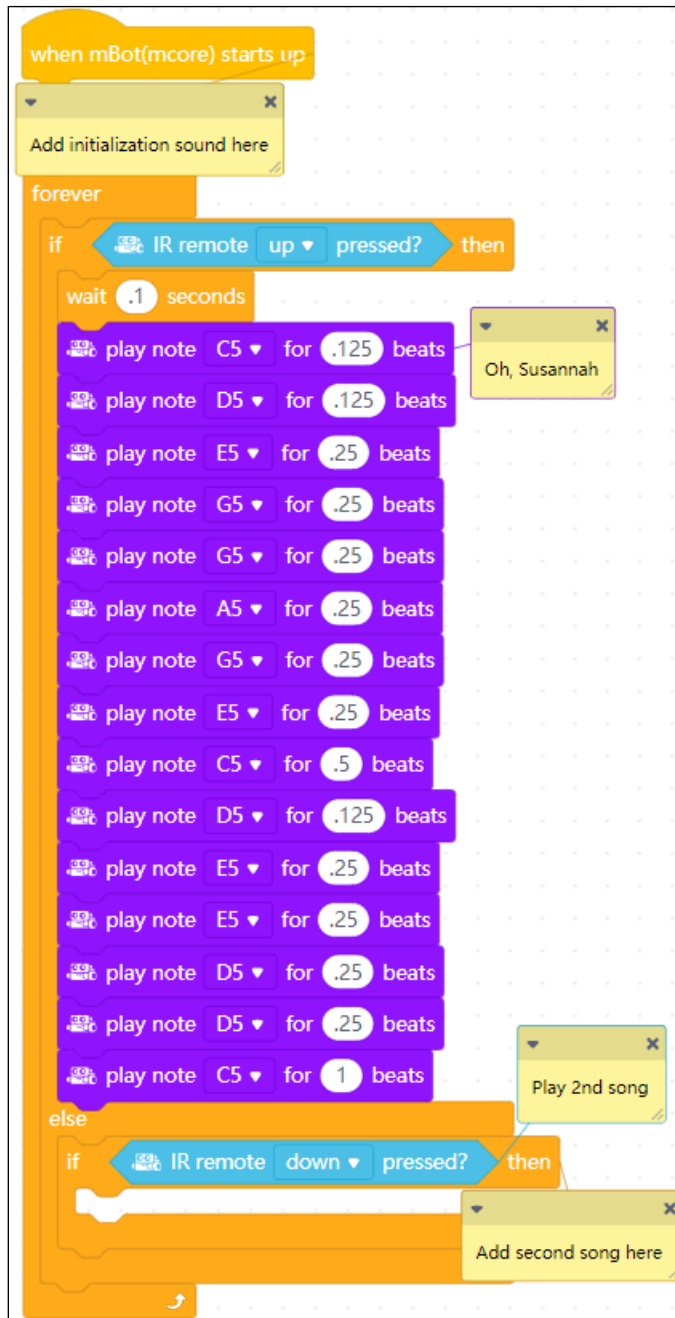 when mBot(mcore) starts up
Add initialization sound here
forever
if IR remote up pressed? then
wait .1 seconds
play note C5 for .125 beats
Oh, Susannah
play note D5 for .125 beats
play note E5 for .25 beats
play note G5 for .25 beats
play note G5 for .25 beats
play note A5 for .25 beats
play note G5 for .25 beats
play note E5 for .25 beats
play note C5 for .5 beats
play note D5 for .125 beats
play note E5 for .25 beats
play note E5 for .25 beats
play note D5 for .25 beats
play note D5 for .25 beats
play note C5 for 1 beats
Play 2nd song
else
if IR remote down pressed? then
Add second song here